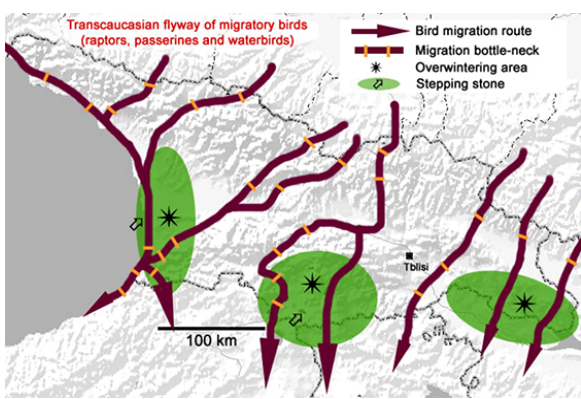 Transcaucasian flyway of migratory birds
(raptors, passerines and waterbirds)
Bird migration route
Migration bottle-neck
Overwintering area
Stepping stone
Tblisi
100 km